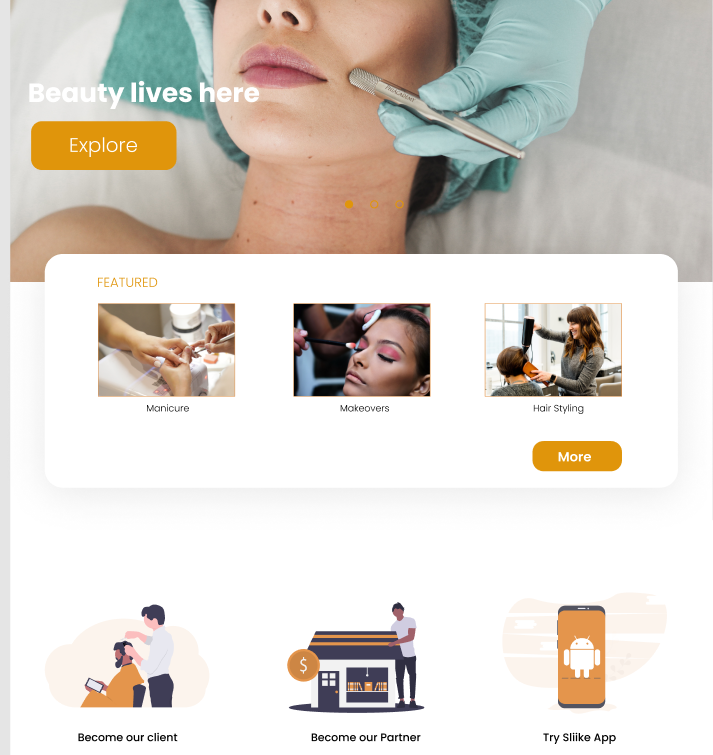 Beauty lives here
Explore
FEATURED
Manicure
Makeovers
Hair Styling
More
$
Become our client
Become our Partner
Try Sliike App